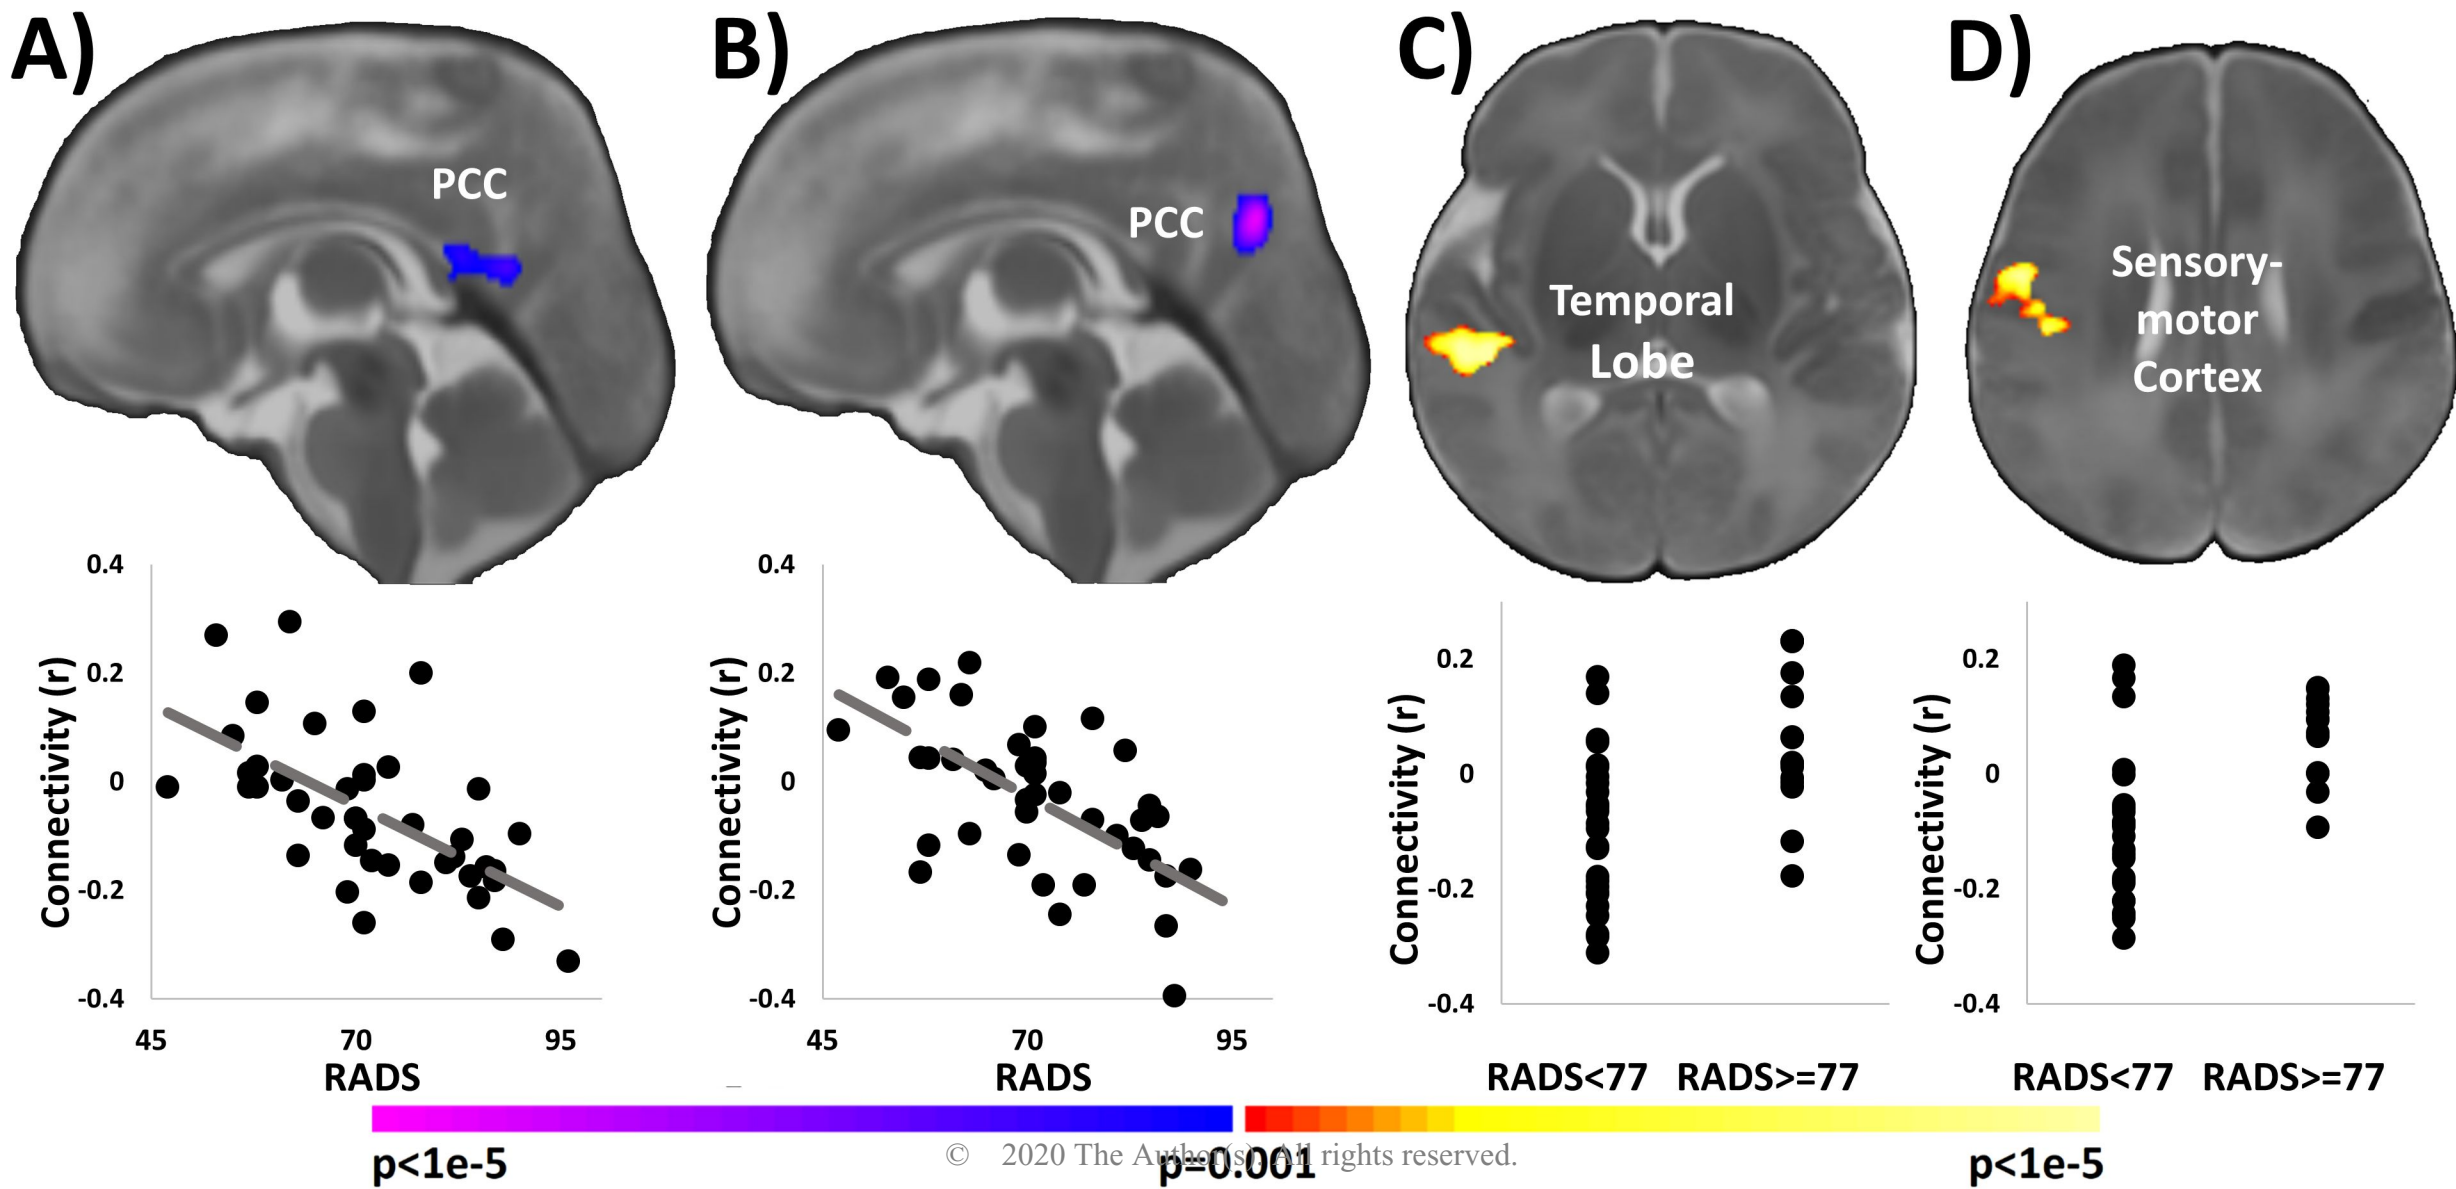 A)
B)
C)
D)
PCC
PCC
Temporal
Lobe
Sensory-
motor
Cortex
0.4
0.2
0
-0.2
-0.4
Connectivity (r)
45
70
95
RADS
0.4
0.2
0
-0.2
-0.4
Connectivity (r)
45
70
95
RADS
0.2
0
-0.2
-0.4
Connectivity (r)
RADS<77
RADS>=77
0.2
0
-0.2
-0.4
Connectivity (r)
RADS<77
RADS>=77
p<1e-5
p=0.001
p<1e-5
© 2020 The Author(s). All rights reserved.